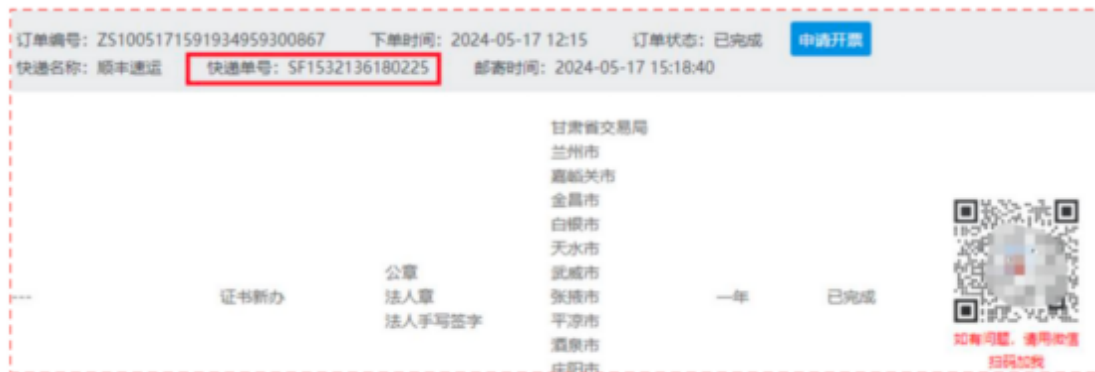 订单编号：ZS1005171591934959300867 下单时间：2024-05-17 12:15 订单状态：已完成 申请开票
快递名称：顺丰速运 快递单号：SF1532136180225 邮寄时间：2024-05-17 15:18:40
甘肃省交易局
兰州市
嘉峪关市
金昌市
白银市
天水市
公章
武威市
--- 证书新办 法人章 张掖市 一年 已完成
法人手写签字 平凉市
酒泉市
庆阳市
如有问题，请用微信
扫码加我